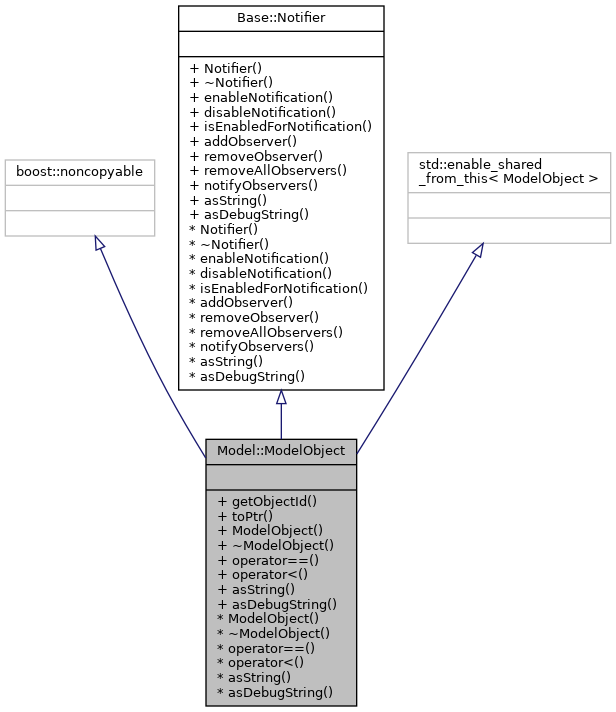 Base::Notifier
+ Notifier()
+ ~Notifier()
+ enableNotification()
+ disableNotification()
+ isEnabledForNotification()
+ addObserver()
+ removeObserver()
+ removeAllObservers()
+ notifyObservers()
+ asString()
+ asDebugString()
* Notifier()
* ~Notifier()
* enableNotification()
* disableNotification()
* isEnabledForNotification()
* addObserver()
* removeObserver()
* removeAllObservers()
* notifyObservers()
* asString()
* asDebugString()
boost::noncopyable
std::enable_shared
_from_this< ModelObject >
Model::ModelObject
+ getObjectId()
+ toPtr()
+ ModelObject()
+ ~ModelObject()
+ operator==()
+ operator<()
+ asString()
+ asDebugString()
* ModelObject()
* ~ModelObject()
* operator==()
* operator<()
* asString()
* asDebugString()